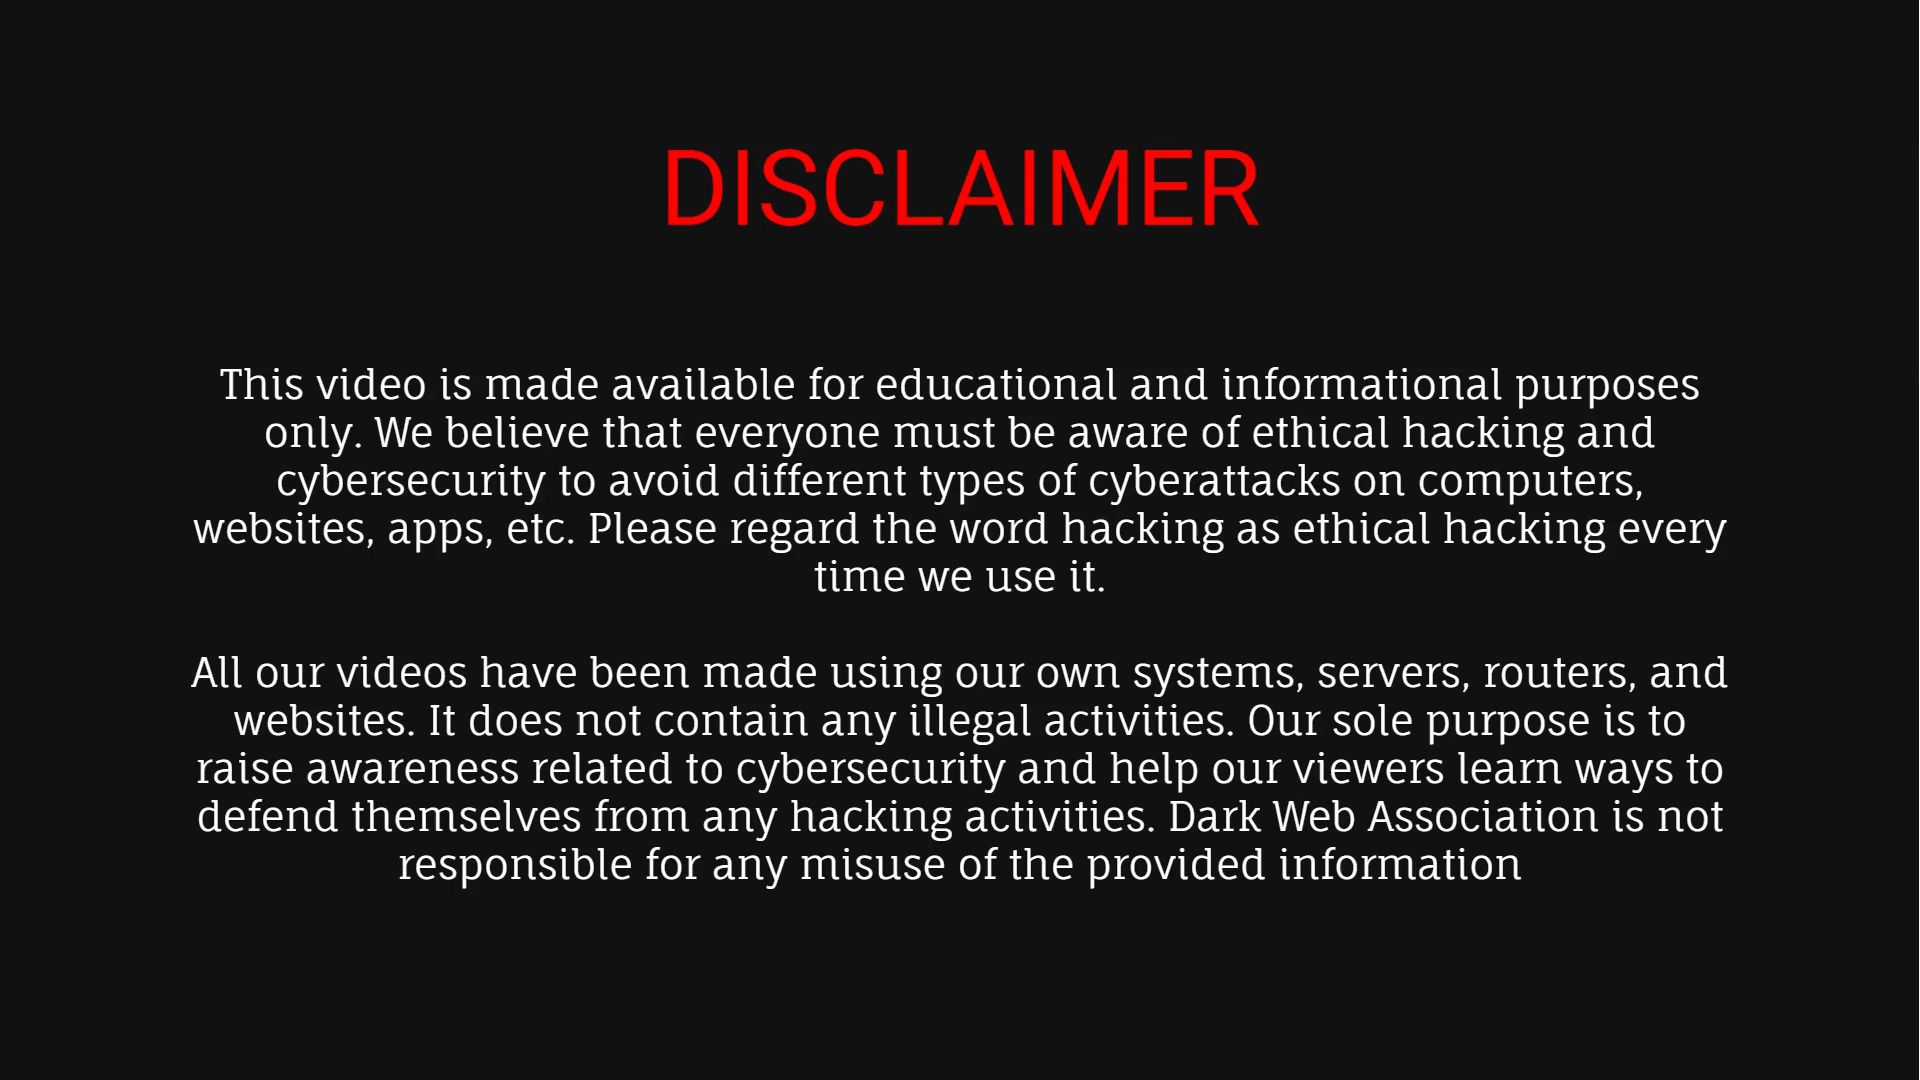 DISCLAIMER
This video is made available for educational and informational purposes
only. We believe that everyone must be aware of ethical hacking and
cybersecurity to avoid different types of cyberattacks on computers,
websites, apps, etc. Please regard the word hacking as ethical hacking every
time we use it.
All our videos have been made using our own systems, servers, routers, and
websites. It does not contain any illegal activities. Our sole purpose is to
raise awareness related to cybersecurity and help our viewers learn ways to
defend themselves from any hacking activities. Dark Web Association is not
responsible for any misuse of the provided information